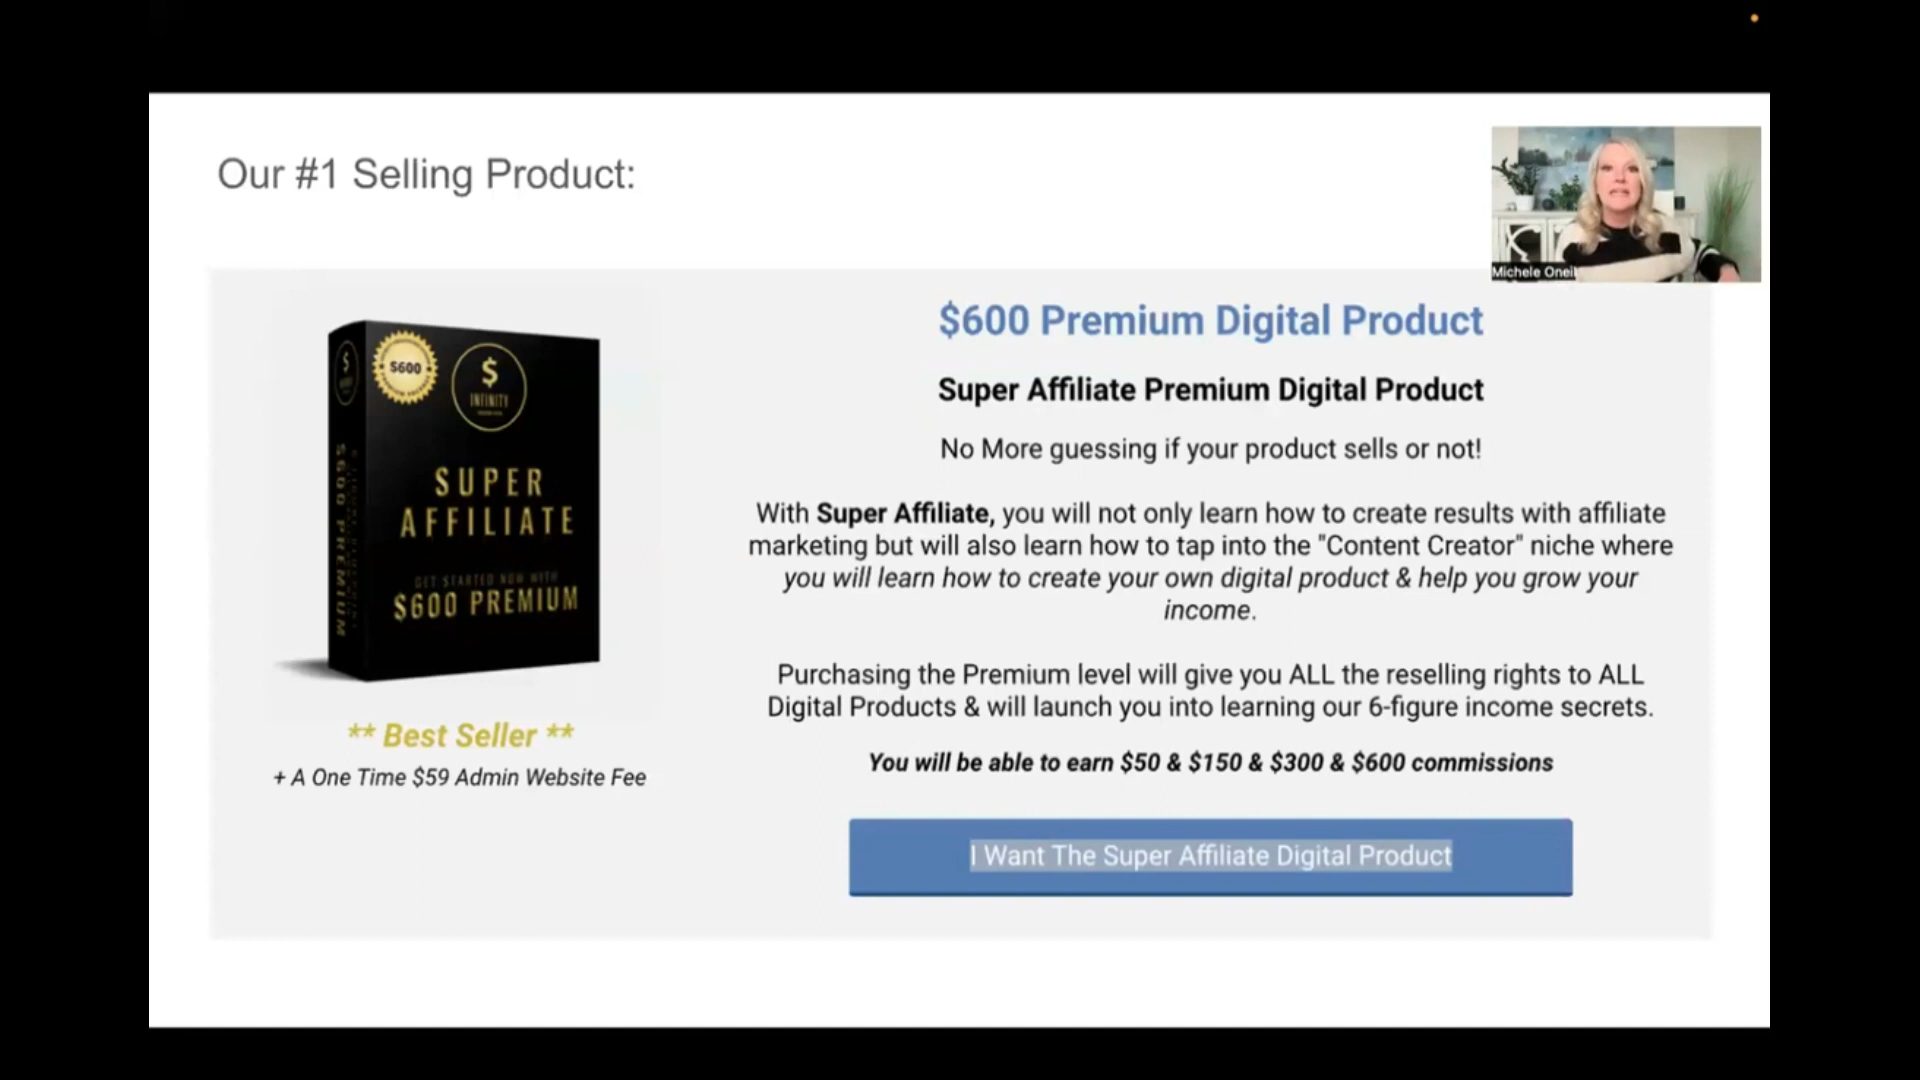 Our #1 Selling Product:
Michele Oneil
$600
$
INFINITY
SUPER
AFFILIATE
GET STARTED NOW WITH
$600 PREMIUM
$600 PREMIUM
** Best Seller **
+ A One Time $59 Admin Website Fee
$600 Premium Digital Product
Super Affiliate Premium Digital Product
No More guessing if your product sells or not!
With Super Affiliate, you will not only learn how to create results with affiliate
marketing but will also learn how to tap into the "Content Creator" niche where
you will learn how to create your own digital product & help you grow your
income.
Purchasing the Premium level will give you ALL the reselling rights to ALL
Digital Products & will launch you into learning our 6-figure income secrets.
You will be able to earn $50 & $150 & $300 & $600 commissions
I Want The Super Affiliate Digital Product